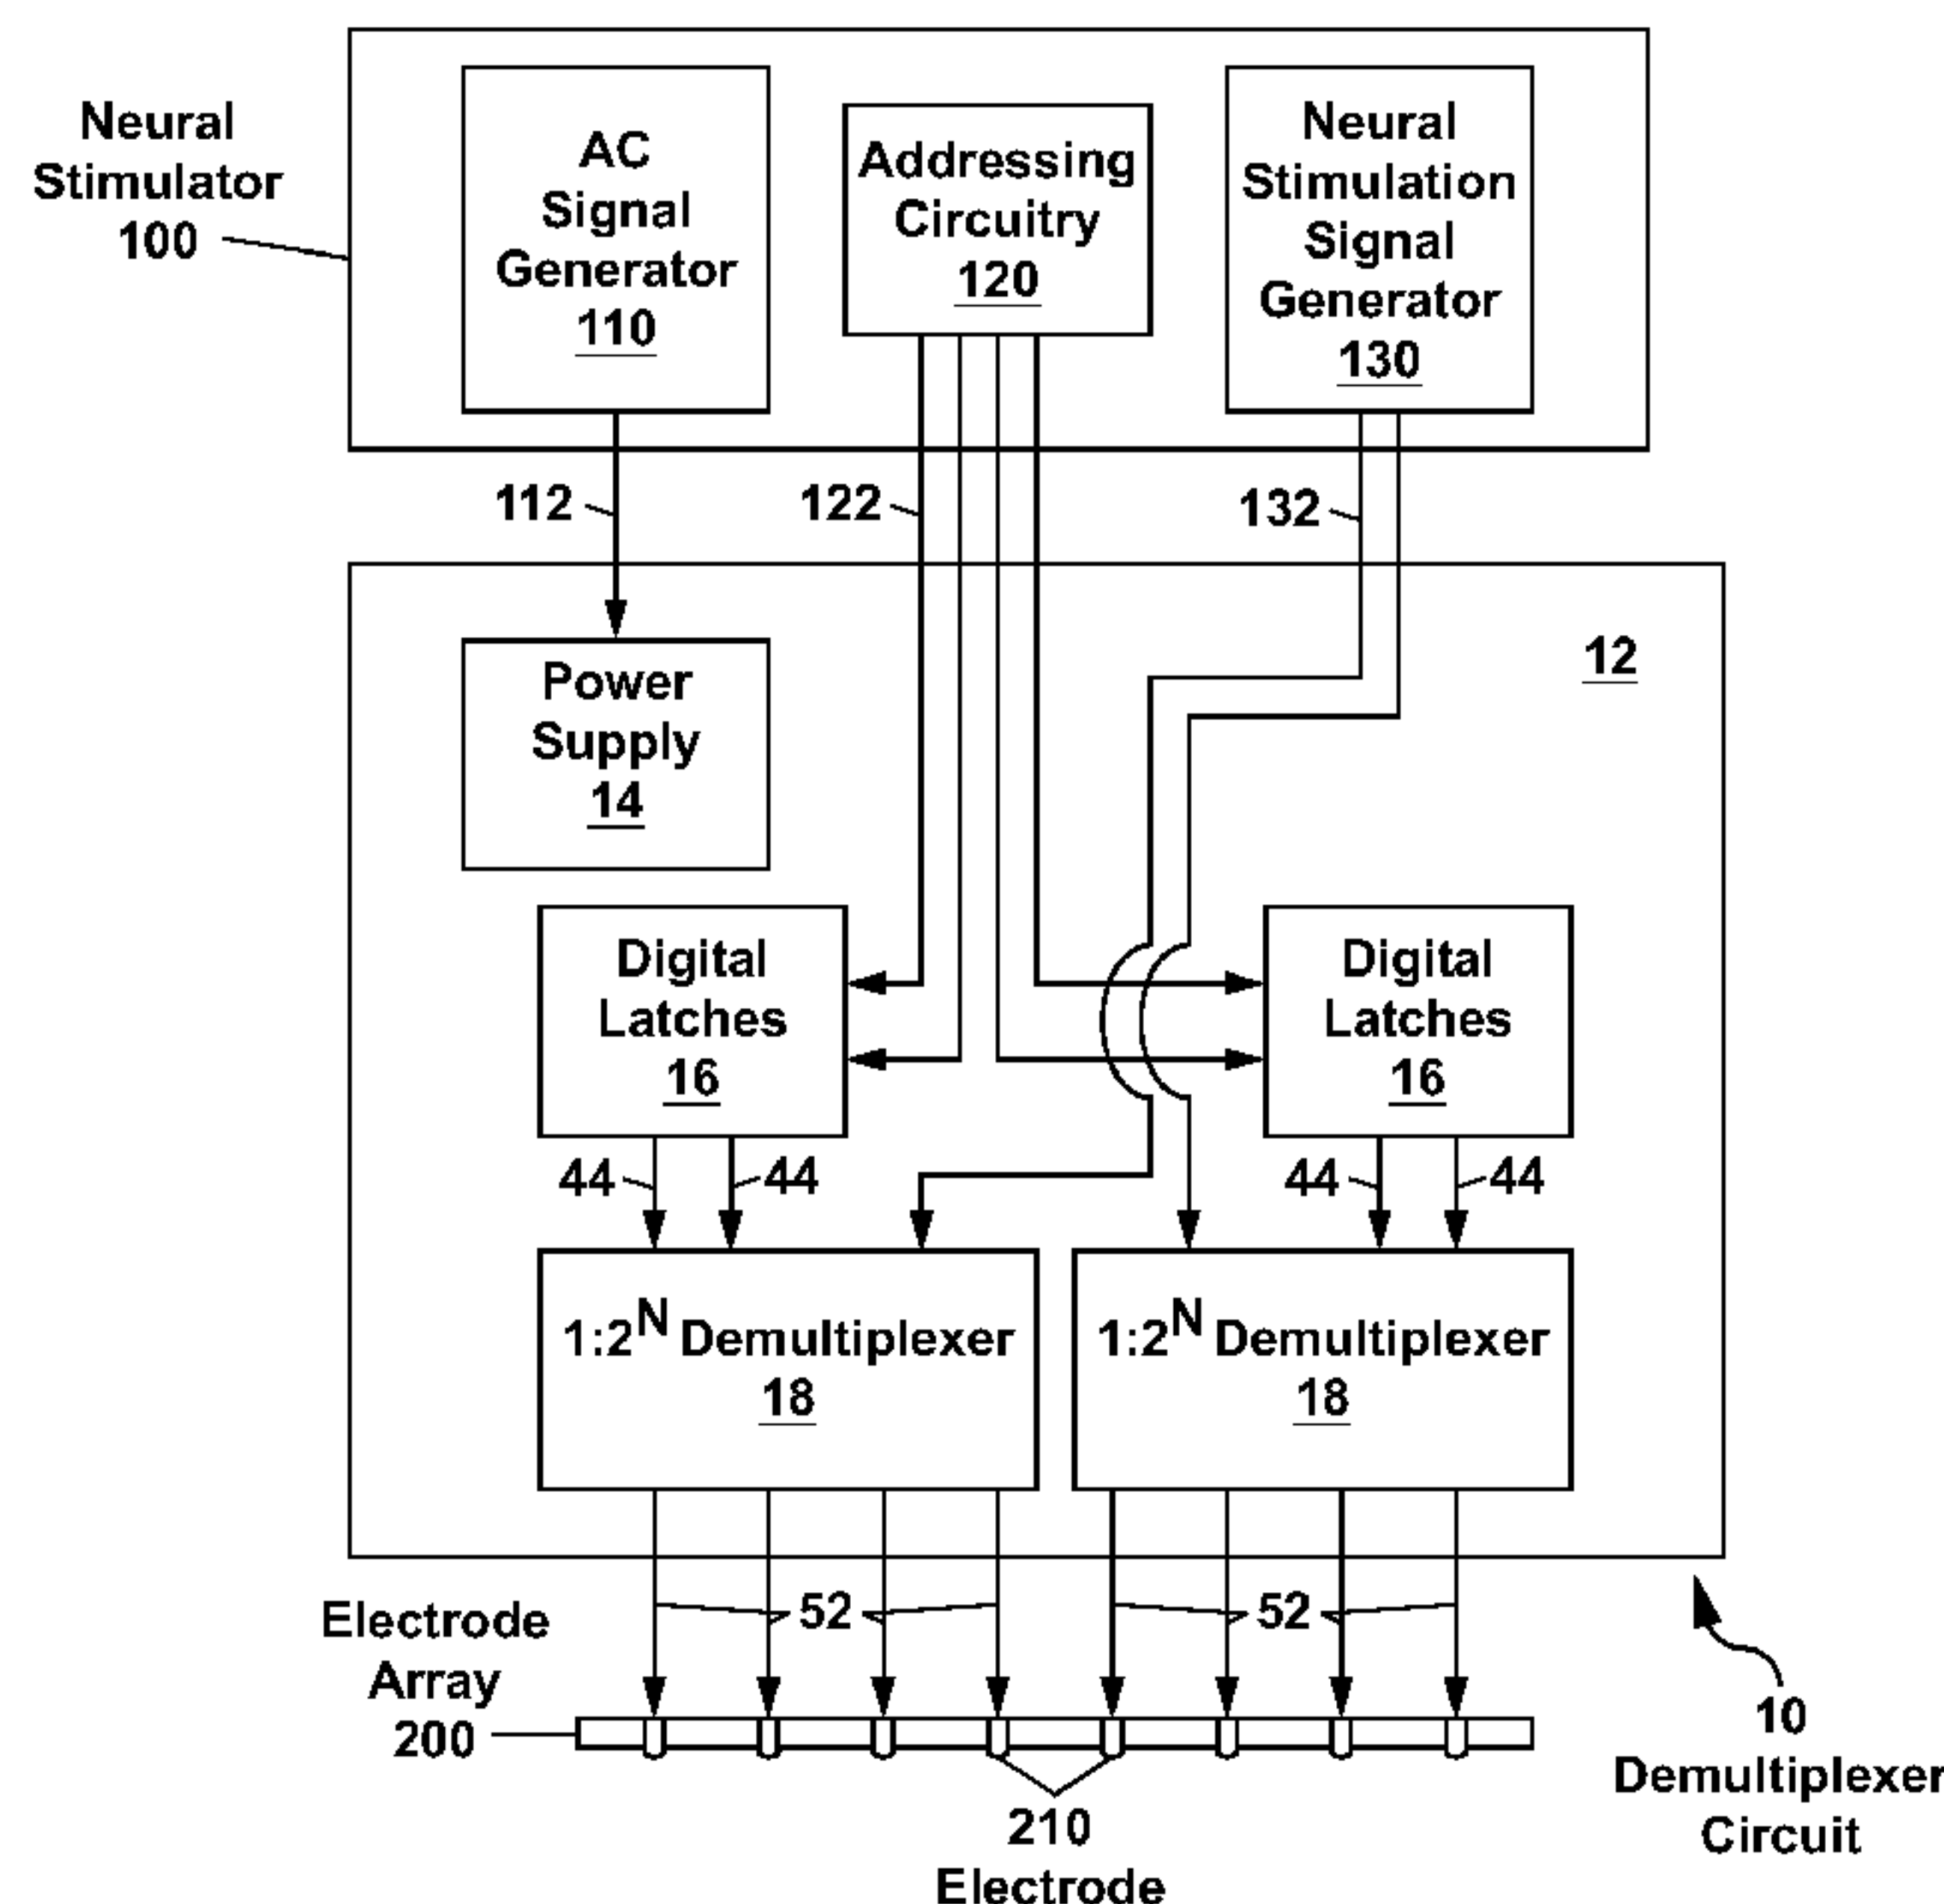 Neural
Stimulator
100
AC
Signal
Generator
110
Addressing
Circuitry
120
Neural
Stimulation
Signal
Generator
130
112
122
132
12
Power
Supply
14
Digital
Latches
16
Digital
Latches
16
44
44
44
44
1:2^N Demultiplexer
18
1:2^N Demultiplexer
18
52
52
Electrode
Array
200
210
Electrode
10
Demultiplexer
Circuit